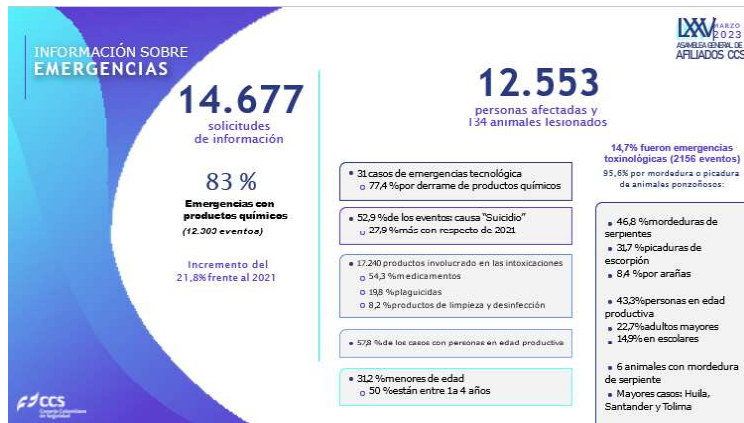 INFORMACIÓN SOBRE
EMERGENCIAS
14.677
solicitudes
de información
83 %
Emergencias con
productos químicos
(12.303 eventos)
Incremento del
21,8% frente al 2021
CCS
Consejo Colombiano
de Seguridad
12.553
personas afectadas y
134 animales lesionados
31 casos de emergencias tecnológica
77,4 % por derrame de productos químicos
52,9 % de los eventos causa "Suicidio"
27,9% más con respecto de 2021
17.240 productos involucrado en las intoxicaciones
54,3 % medicamentos
19,8 % plaguicidas
8,2 % productos de limpieza y desinfección
57,8 % de los casos con personas en edad productiva
31,2 % menores de edad
50 % están entre 1 a 4 años
LXXV MARZO
2023
ASAMBLEA GENERAL DE
AFILIADOS CCS
14,7% fueron emergencias
toxinológicas (2156 eventos)
95,6% por mordedura o picadura
de animales ponzoñosos:
46,8 % mordeduras de
serpientes
31,7 % picaduras de
escorpión
8,4 % por arañas
43,3% personas en edad
productiva
22,7% adultos mayores
14,9% en escolares
6 animales con mordedura
de serpiente
Mayores casos: Huila,
Santander y Tolima